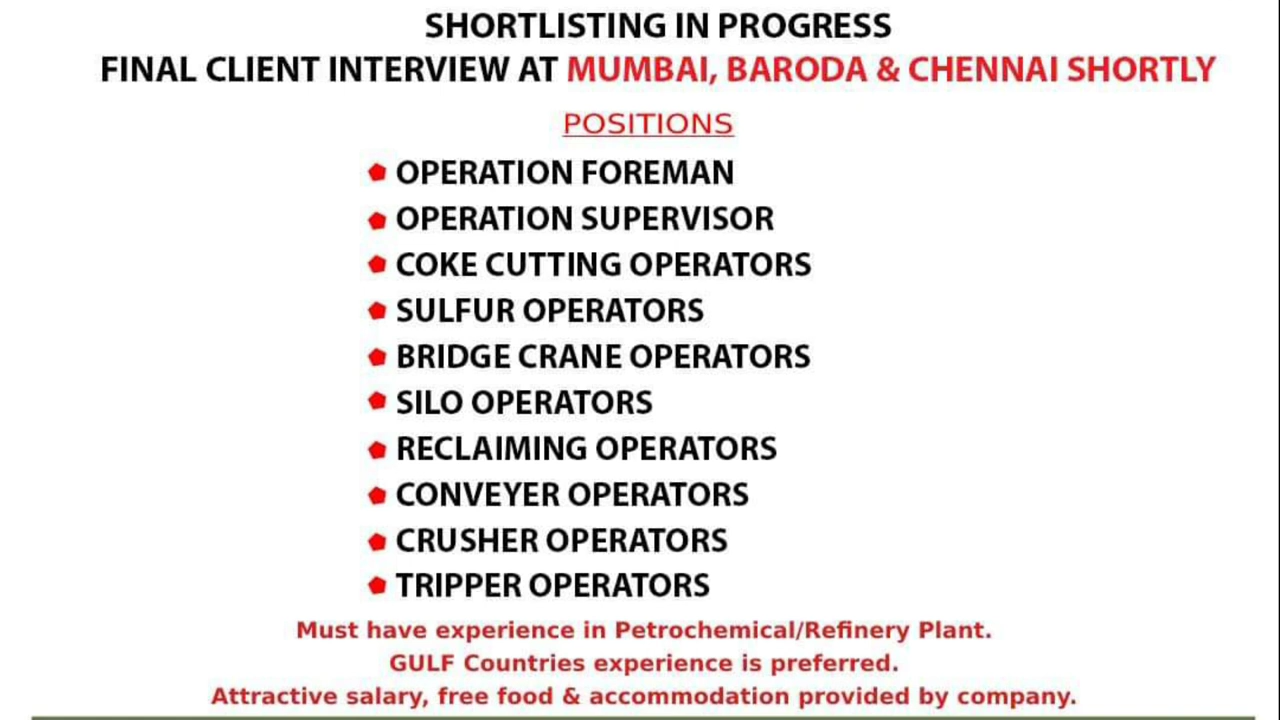 SHORTLISTING IN PROGRESS
FINAL CLIENT INTERVIEW AT MUMBAI, BARODA & CHENNAI SHORTLY
POSITIONS
OPERATION FOREMAN
OPERATION SUPERVISOR
COKE CUTTING OPERATORS
SULFUR OPERATORS
BRIDGE CRANE OPERATORS
SILO OPERATORS
RECLAIMING OPERATORS
CONVEYER OPERATORS
CRUSHER OPERATORS
TRIPPER OPERATORS
Must have experience in Petrochemical/Refinery Plant.
GULF Countries experience is preferred.
Attractive salary, free food & accommodation provided by company.